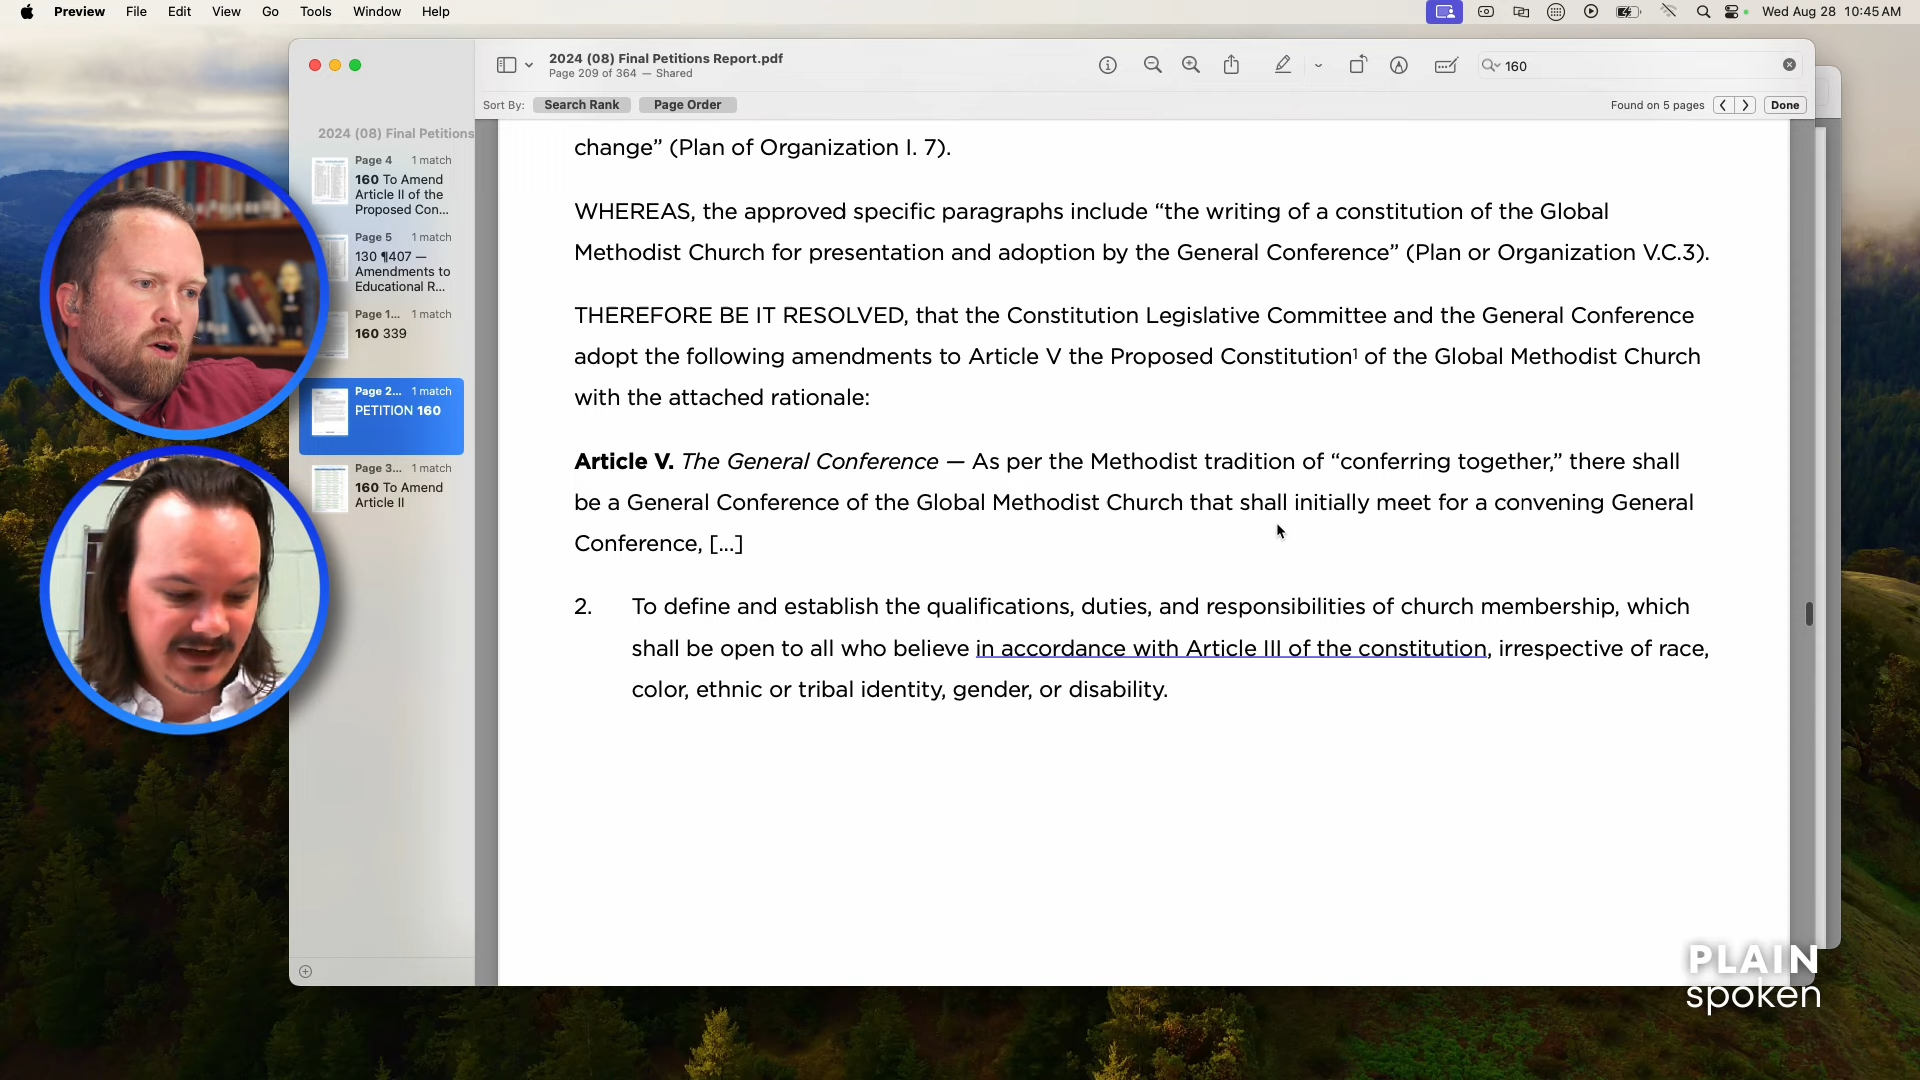 Preview File Edit View Go Tools Window Help
Wed Aug 28 10:45 AM
2024 (08) Final Petitions Report.pdf
Page 209 of 364 — Shared
160
Sort By: Search Rank Page Order
Found on 5 pages
Done
2024 (08) Final Petitions
Page 4 1 match
160 To Amend
Article II of the
Proposed Con...
Page 5 1 match
130 ¶407 —
Amendments to
Educational R...
Page 1... 1 match
160 339
Page 2... 1 match
PETITION 160
Page 3... 1 match
160 To Amend
Article II
change” (Plan of Organization I. 7).
WHEREAS, the approved specific paragraphs include “the writing of a constitution of the Global
Methodist Church for presentation and adoption by the General Conference” (Plan or Organization V.C.3).
THEREFORE BE IT RESOLVED, that the Constitution Legislative Committee and the General Conference
adopt the following amendments to Article V the Proposed Constitution¹ of the Global Methodist Church
with the attached rationale:
Article V. The General Conference — As per the Methodist tradition of “conferring together,” there shall
be a General Conference of the Global Methodist Church that shall initially meet for a convening General
Conference, [...]
2. To define and establish the qualifications, duties, and responsibilities of church membership, which
shall be open to all who believe in accordance with Article III of the constitution, irrespective of race,
color, ethnic or tribal identity, gender, or disability.
PLAIN
spoken